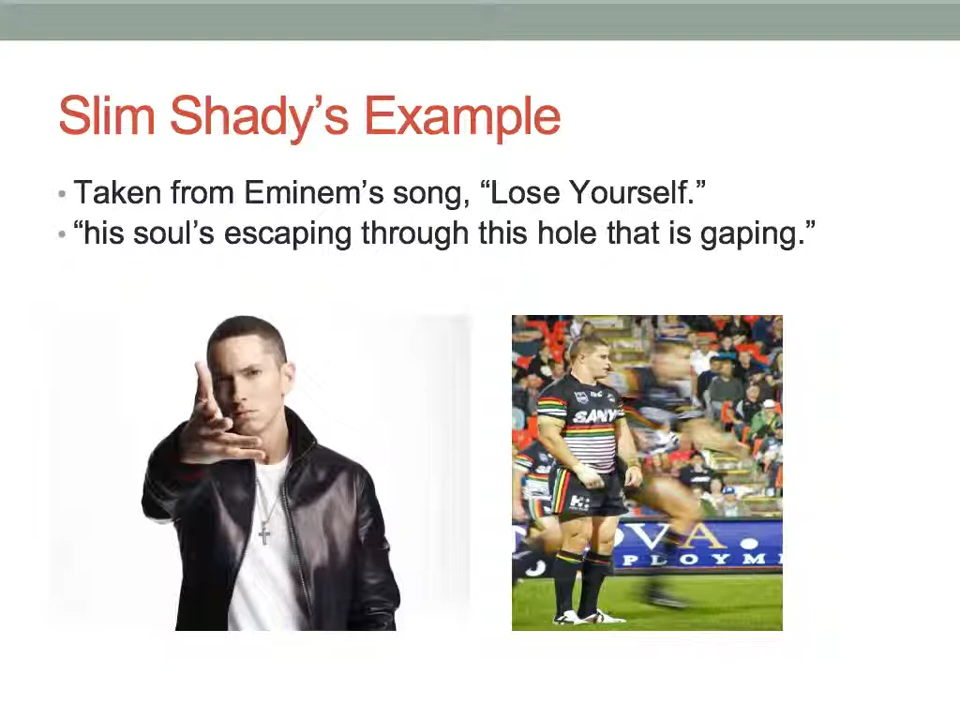 Slim Shady’s Example
• Taken from Eminem’s song, “Lose Yourself.”
• “his soul’s escaping through this hole that is gaping.”
SANY
OVA.
PLOYM